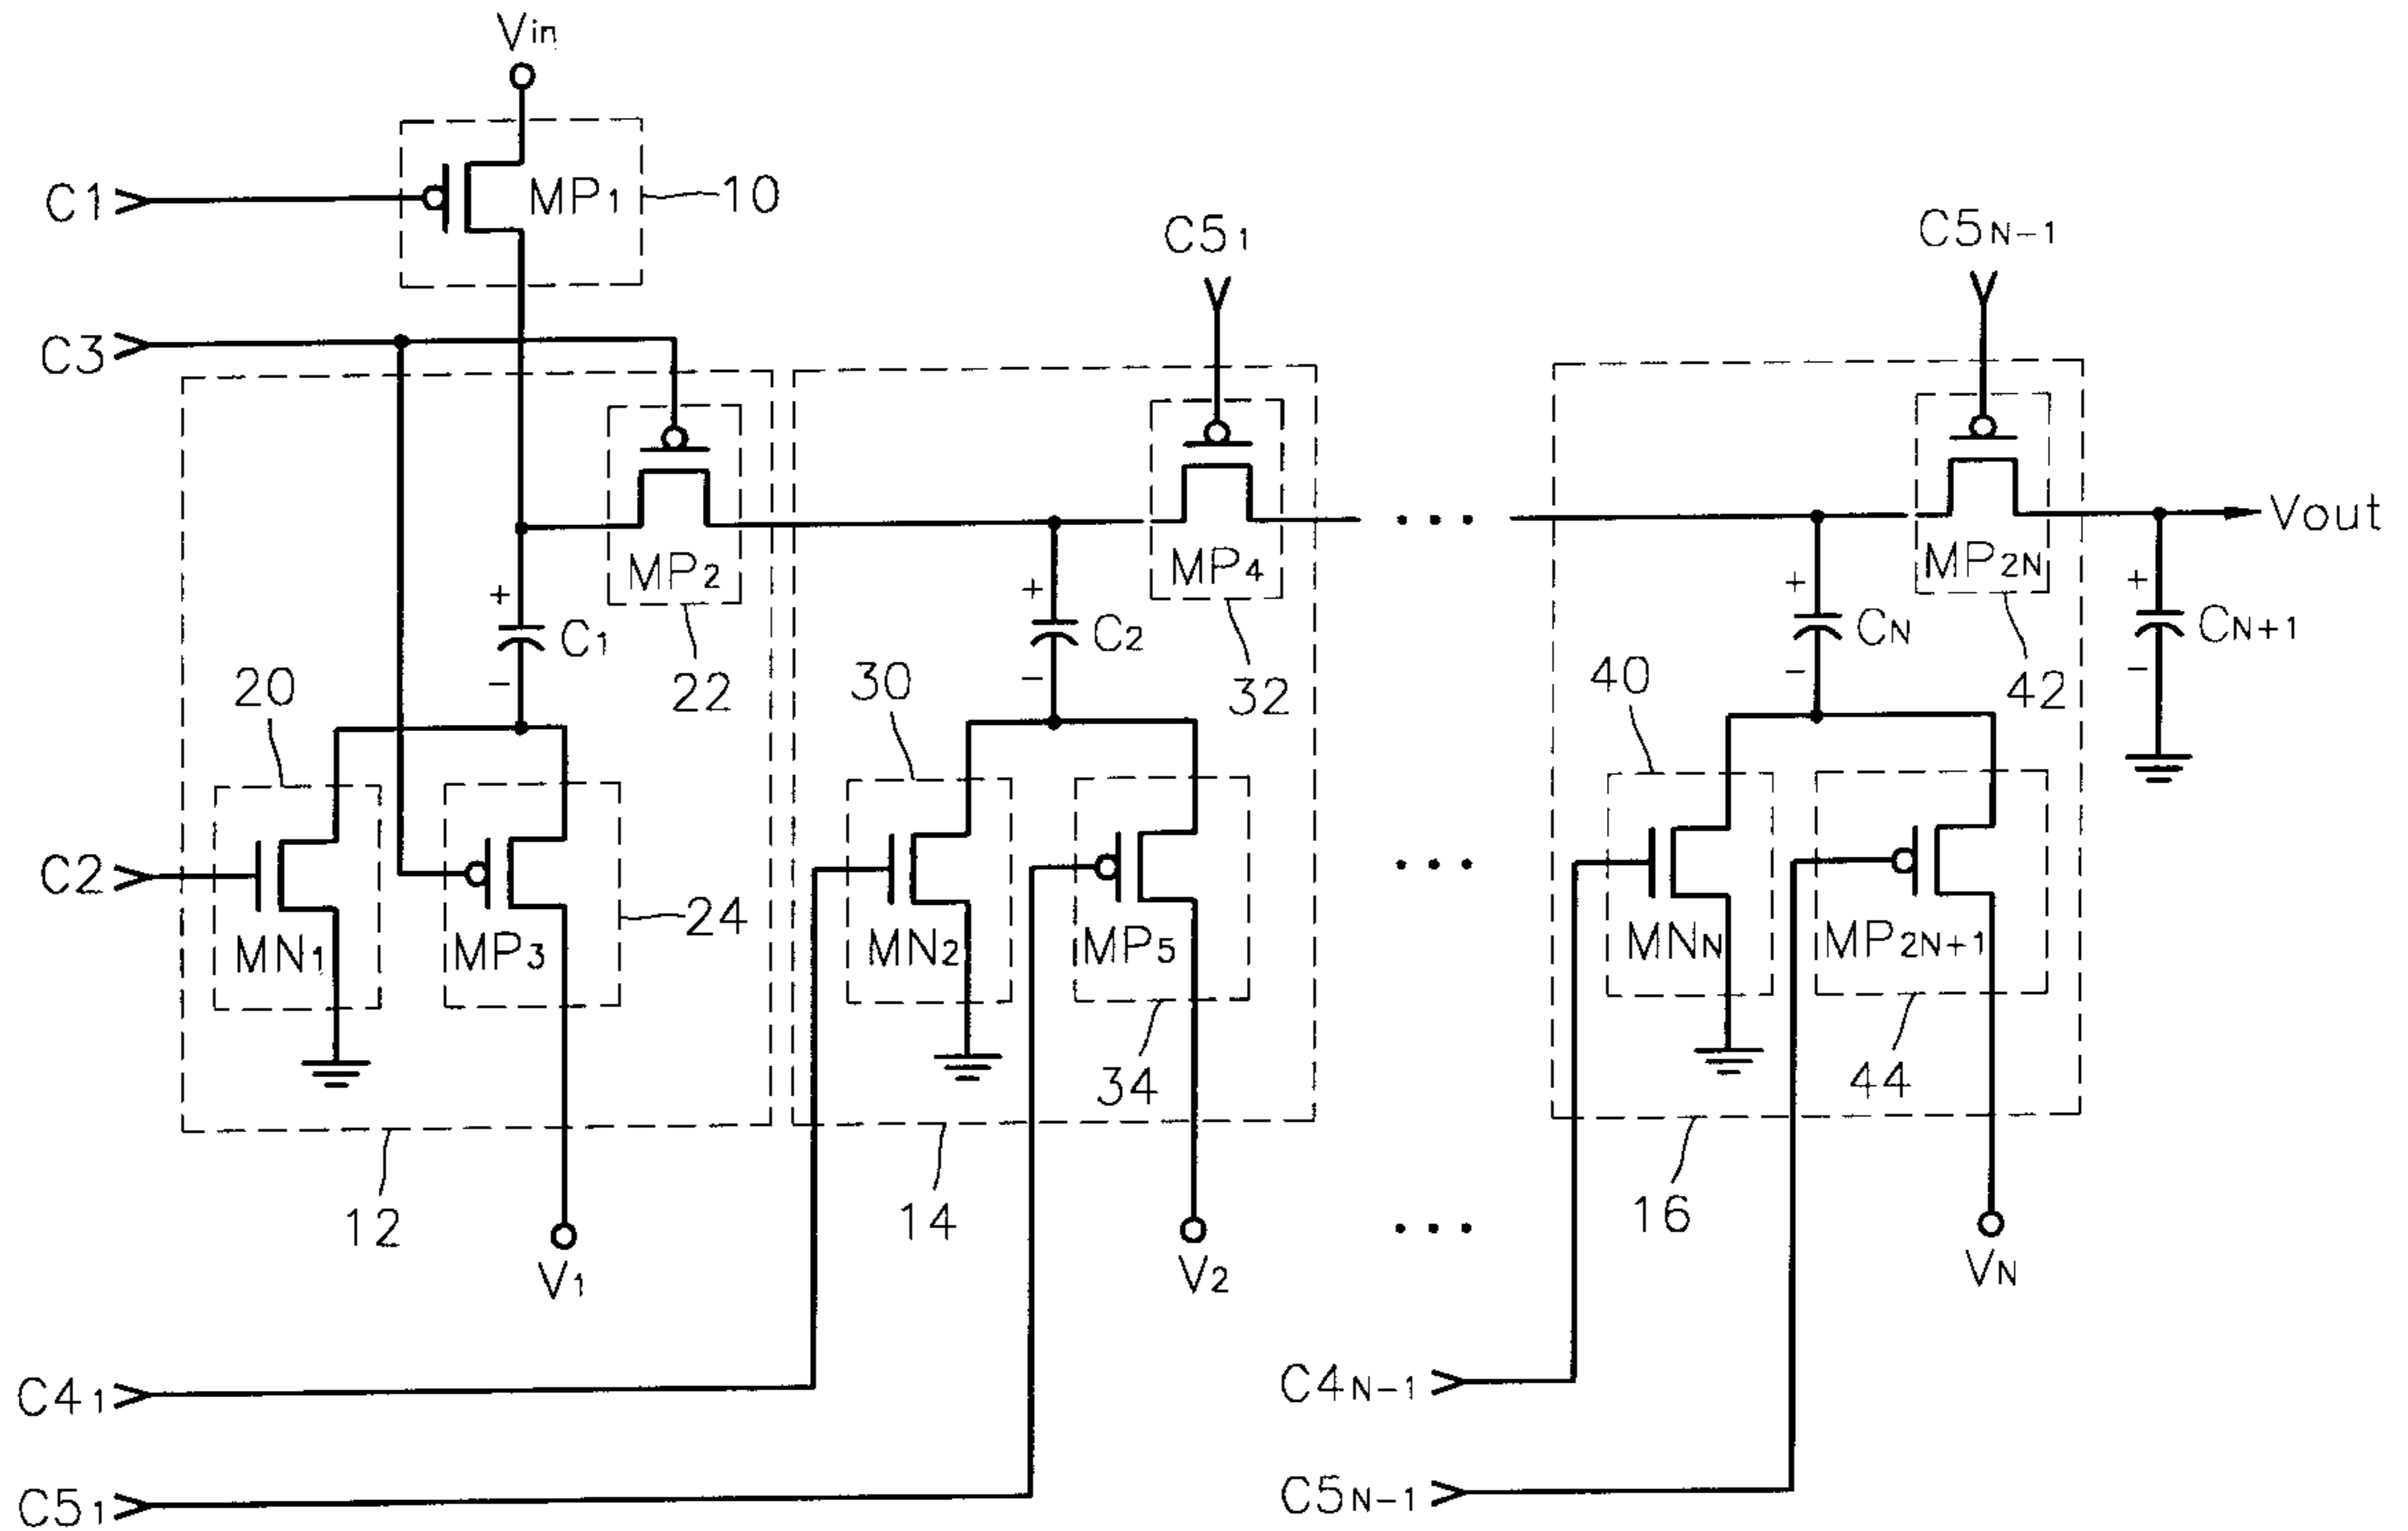 Vin
C1
MP1
10
C51
C5N-1
C3
MP2
MP4
MP2N
Vout
+
+
+
+
C1
C2
CN
CN+1
-
-
-
-
20
22
30
32
40
42
C2
MN1
MP3
24
MN2
MP5
MNN
MP2N+1
34
44
12
14
16
V1
V2
VN
C41
C4N-1
C51
C5N-1